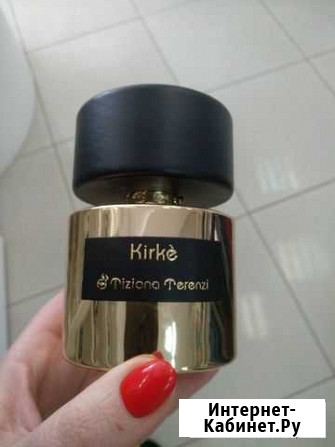 Kirkè
Tiziana Terenzi
Интернет-
Кабинет.Ру